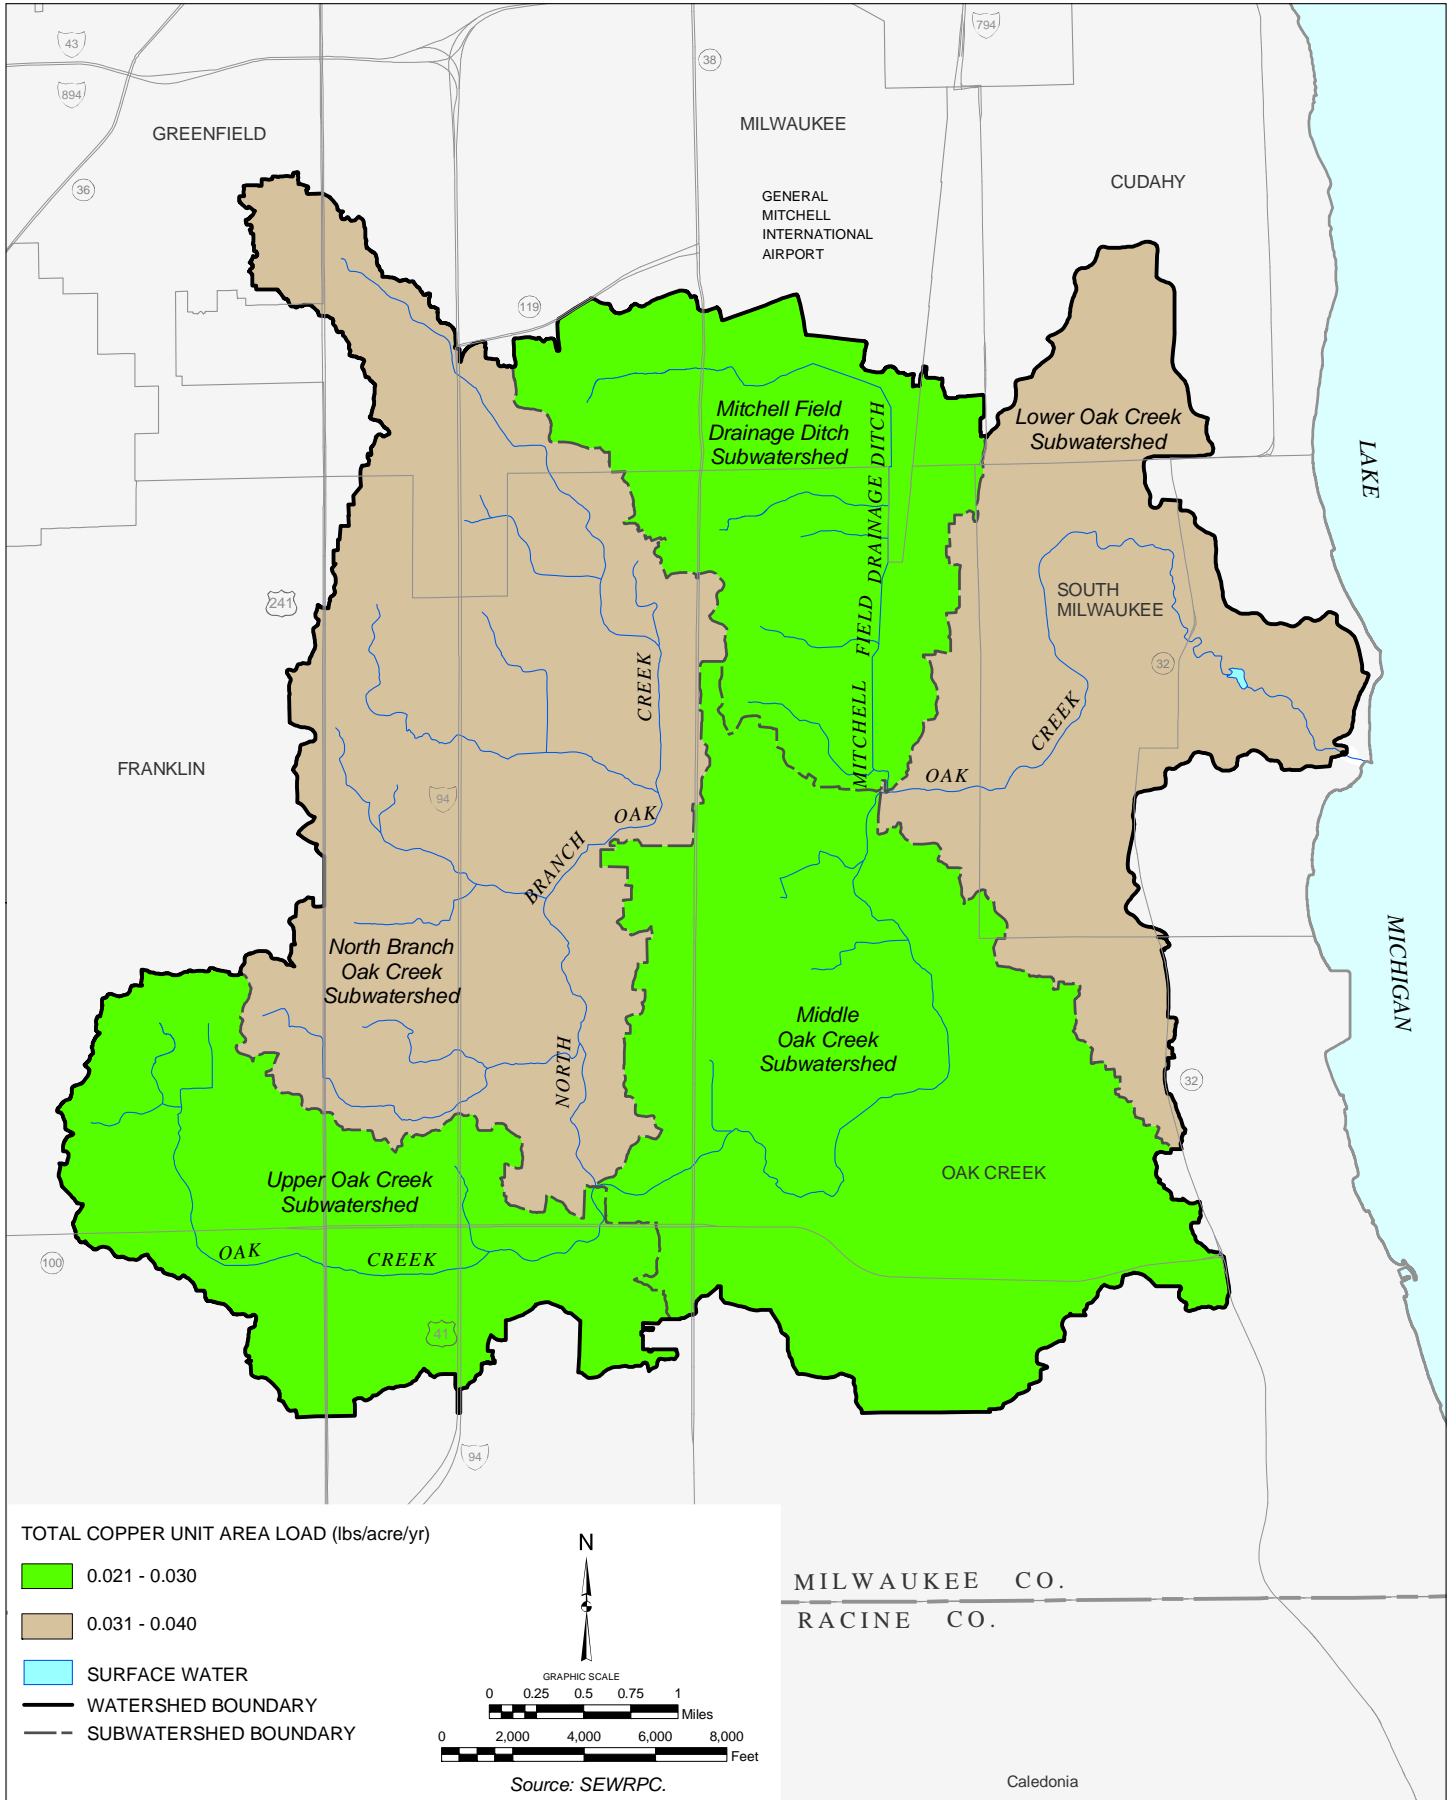 43
894
36
GREENFIELD
38
794
MILWAUKEE
CUDAHY
GENERAL
MITCHELL
INTERNATIONAL
AIRPORT
119
Mitchell Field
Drainage Ditch
Subwatershed
Lower Oak Creek
Subwatershed
MITCHELL FIELD DRAINAGE DITCH
LAKE
241
SOUTH
MILWAUKEE
32
FRANKLIN
94
CREEK
OAK
BRANCH
NORTH
OAK
CREEK
North Branch
Oak Creek
Subwatershed
MICHIGAN
Middle
Oak Creek
Subwatershed
32
OAK CREEK
Upper Oak Creek
Subwatershed
OAK CREEK
100
41
94
TOTAL COPPER UNIT AREA LOAD (lbs/acre/yr)
0.021 - 0.030
0.031 - 0.040
SURFACE WATER
WATERSHED BOUNDARY
SUBWATERSHED BOUNDARY
N
GRAPHIC SCALE
0 0.25 0.5 0.75 1
Miles
0 2,000 4,000 6,000 8,000
Feet
Source: SEWRPC.
MILWAUKEE CO.
RACINE CO.
Caledonia